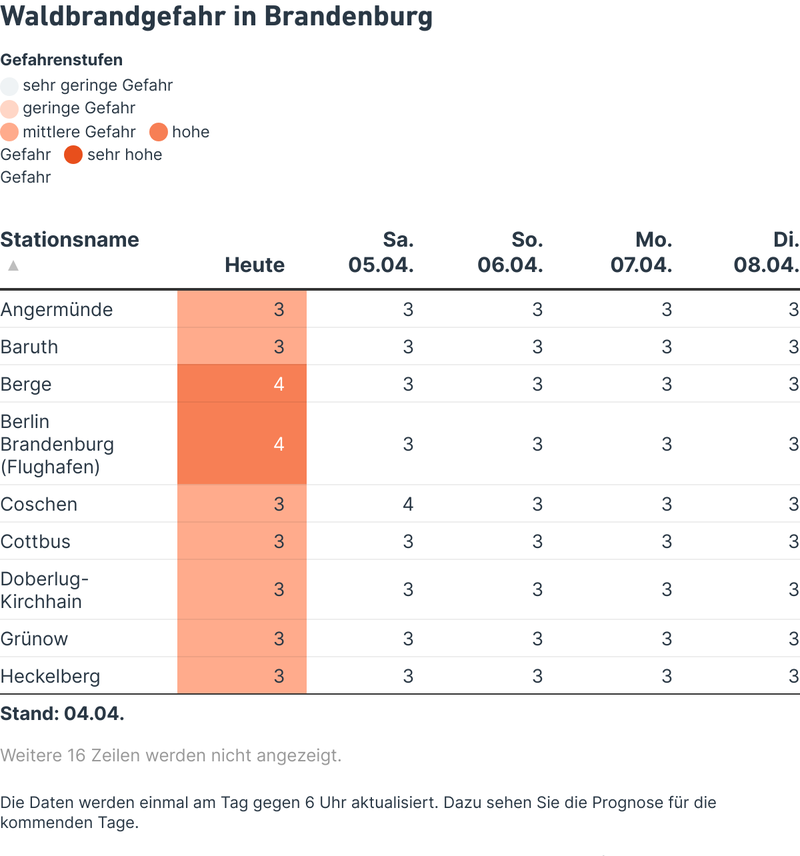 Waldbrandgefahr in Brandenburg
Gefahrenstufen
sehr geringe Gefahr
geringe Gefahr
mittlere Gefahr hohe
Gefahr sehr hohe
Gefahr
Stationsname Sa. So. Mo. Di.
▲ Heute 05.04. 06.04. 07.04. 08.04.
Angermünde 3 3 3 3 3
Baruth 3 3 3 3 3
Berge 4 3 3 3 3
Berlin
Brandenburg 4 3 3 3 3
(Flughafen)
Coschen 3 4 3 3 3
Cottbus 3 3 3 3 3
Doberlug-
Kirchhain 3 3 3 3 3
Grünow 3 3 3 3 3
Heckelberg 3 3 3 3 3
Stand: 04.04.
Weitere 16 Zeilen werden nicht angezeigt.
Die Daten werden einmal am Tag gegen 6 Uhr aktualisiert. Dazu sehen Sie die Prognose für die
kommenden Tage.